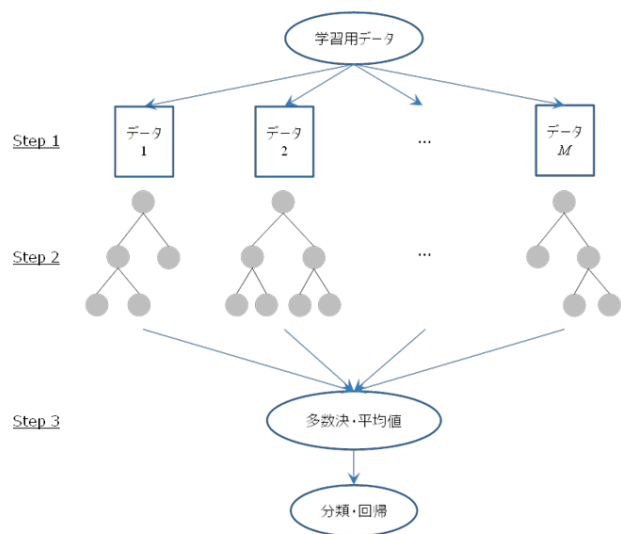 学習用データ
Step 1
データ
1
データ
2
...
データ
M
Step 2
...
Step 3
多数決・平均値
分類・回帰